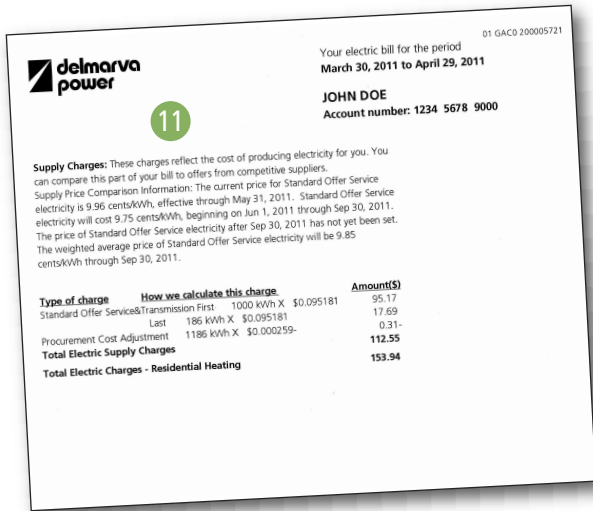 01 GAC0 200005721
delmarva
power
Your electric bill for the period
March 30, 2011 to April 29, 2011
JOHN DOE
Account number: 1234 5678 9000
11
Supply Charges: These charges reflect the cost of producing electricity for you. You
can compare this part of your bill to offers from competitive suppliers.
Supply Price Comparison Information: The current price for Standard Offer Service
electricity is 9.96 cents/kWh, effective through May 31, 2011. Standard Offer Service
electricity will cost 9.75 cents/kWh, beginning on Jun 1, 2011 through Sep 30, 2011.
The price of Standard Offer Service electricity after Sep 30, 2011 has not yet been set.
The weighted average price of Standard Offer Service electricity will be 9.85
cents/kWh through Sep 30, 2011.
Type of charge How we calculate this charge Amount($)
Standard Offer Service&Transmission First 1000 kWh X $0.095181 95.17
Last 186 kWh X $0.095181 17.69
Procurement Cost Adjustment 1186 kWh X $0.000259- 0.31-
Total Electric Supply Charges 112.55
Total Electric Charges - Residential Heating 153.94